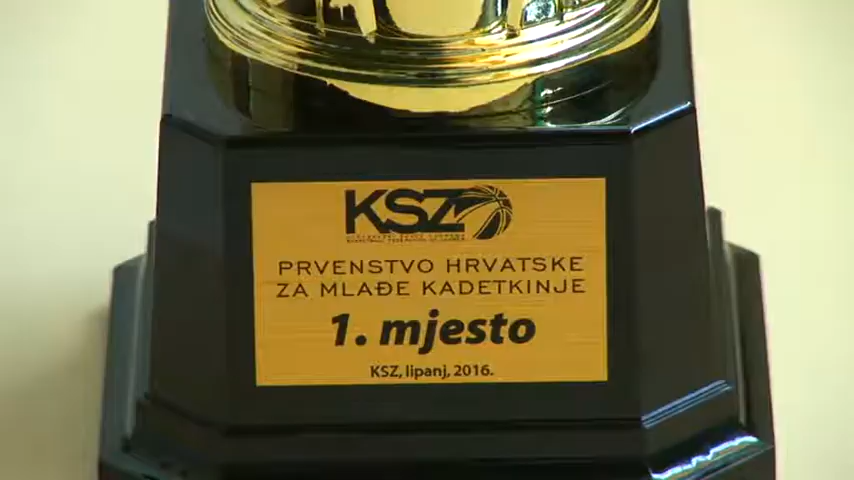 KSZ
PRVENSTVO HRVATSKE
ZA MLAĐE KADETKINJE
1. mjesto
KSZ, lipanj, 2016.